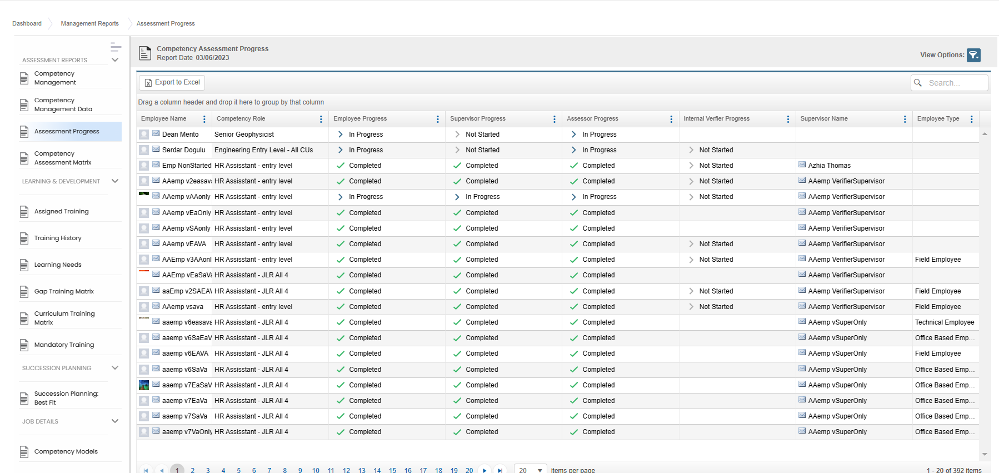 Dashboard Management Reports Assessment Progress
ASSESSMENT REPORTS
Competency
Management
Competency
Management Data
Assessment Progress
Competency
Assessment Matrix
LEARNING & DEVELOPMENT
Assigned Training
Training History
Learning Needs
Gap Training Matrix
Curriculum Training
Matrix
Mandatory Training
SUCCESSION PLANNING
Succession Planning:
Best Fit
JOB DETAILS
Competency Models
Competency Assessment Progress
Report Date 03/06/2023
View Options:
Export to Excel
Search...
Drag a column header and drop it here to group by that column
Employee Name Competency Role Employee Progress Supervisor Progress Assessor Progress Internal Verfier Progress Supervisor Name Employee Type
Dean Mento Senior Geophysicist In Progress Not Started In Progress
Serdar Dogulu Engineering Entry Level - All CUs In Progress Not Started In Progress Not Started
Emp NonStarted HR Assisstant - entry level Completed Completed Completed Not Started Azhia Thomas
AAemp v2easava HR Assisstant - entry level Completed Completed Completed Not Started AAemp VerifierSupervisor
AAemp vAAonly HR Assisstant - entry level In Progress In Progress In Progress Not Started AAemp VerifierSupervisor
AAemp vEaOnly HR Assisstant - entry level Completed Completed Completed AAemp VerifierSupervisor
AAemp vSAonly HR Assisstant - entry level Completed Completed Completed AAemp VerifierSupervisor
AAemp vEAVA HR Assisstant - entry level Completed Completed Completed Not Started AAemp VerifierSupervisor
AAEmp v3AAonl HR Assisstant - entry level Completed Completed Completed Not Started AAemp VerifierSupervisor Field Employee
AAEmp vEaSaVa HR Assisstant - JLR All 4 Completed Completed Completed AAemp VerifierSupervisor
aaEmp v2SAEAV HR Assisstant - JLR All 4 Completed Completed Completed Not Started AAemp VerifierSupervisor Field Employee
AAemp vsava HR Assisstant - entry level Completed Completed Completed Not Started AAemp VerifierSupervisor Field Employee
aaemp v6easava HR Assisstant - JLR All 4 Completed Completed Completed AAemp vSuperOnly Technical Employee
aaemp v6SaEaV HR Assisstant - JLR All 4 Completed Completed Completed AAemp vSuperOnly Office Based Emp...
aaemp v6EAVA HR Assisstant - JLR All 4 Completed Completed Completed AAemp vSuperOnly Field Employee
aaemp v6SaVa HR Assisstant - JLR All 4 Completed Completed Completed AAemp vSuperOnly Office Based Emp...
aaemp v7EaSaV HR Assisstant - JLR All 4 Completed Completed Completed AAemp vSuperOnly Office Based Emp...
aaemp v7EaVa HR Assisstant - JLR All 4 Completed Completed Completed AAemp vSuperOnly Office Based Emp...
aaemp v7SaVa HR Assisstant - JLR All 4 Completed Completed Completed AAemp vSuperOnly Office Based Emp...
aaemp v7VaOnly HR Assisstant - JLR All 4 Completed Completed Completed AAemp vSuperOnly Office Based Emp...
1 2 3 4 5 6 7 8 9 10 11 12 13 14 15 16 17 18 19 20 20 items per page 1 - 20 of 392 items